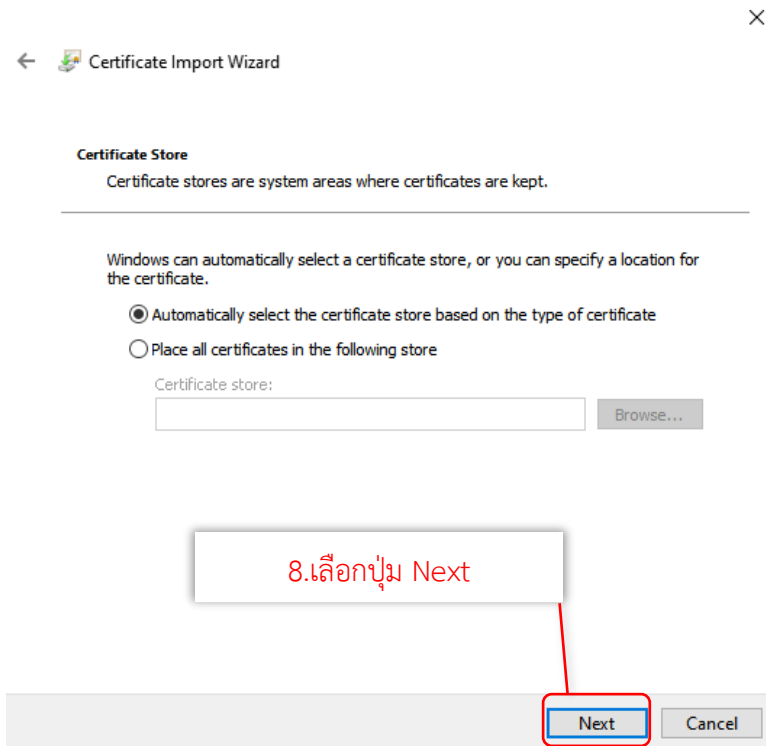 Certificate Import Wizard
Certificate Store
Certificate stores are system areas where certificates are kept.
Windows can automatically select a certificate store, or you can specify a location for
the certificate.
Automatically select the certificate store based on the type of certificate
Place all certificates in the following store
Certificate store:
Browse...
8.เลือกปุ่ม Next
Next
Cancel